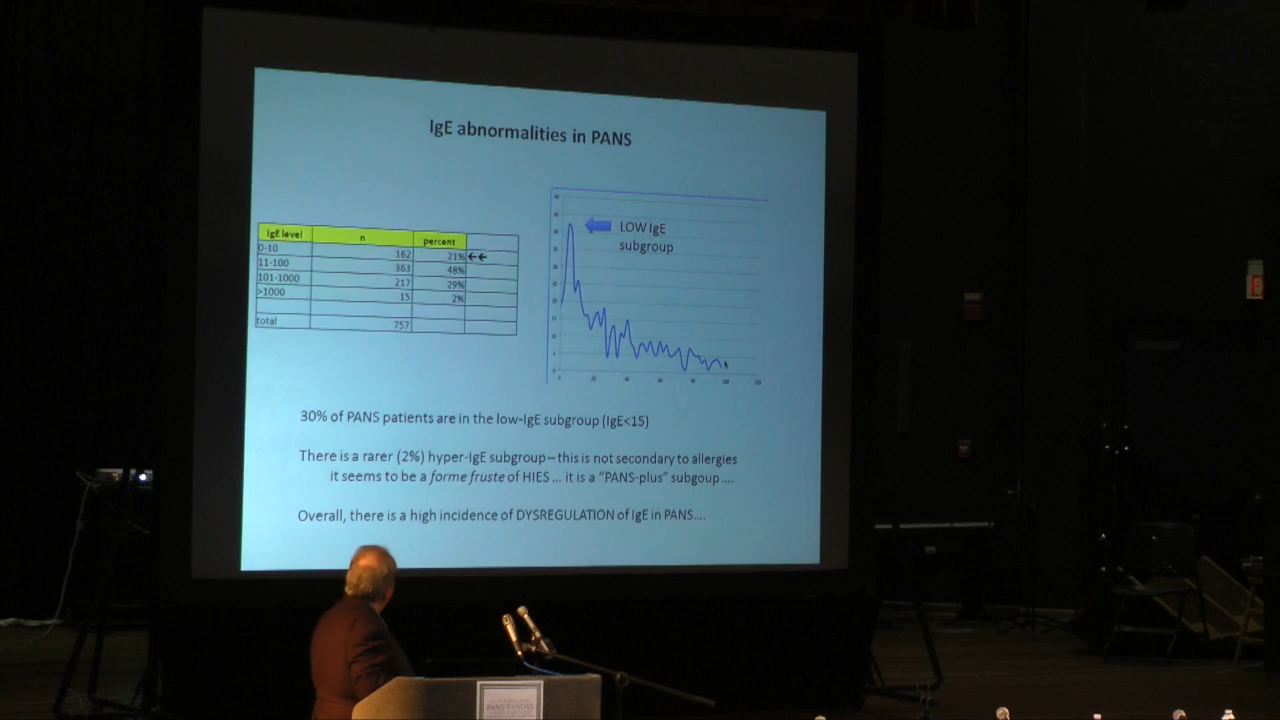 IgE abnormalities in PANS
IgE level n percent
0-10 162 21% ←←
11-100 363 48%
101-1000 217 29%
>1000 15 2%
total 757
LOW IgE
subgroup
30% of PANS patients are in the low-IgE subgroup (IgE<15)
There is a rarer (2%) hyper-IgE subgroup – this is not secondary to allergies
it seems to be a forme fruste of HIES ... it is a "PANS-plus" subgoup ....
Overall, there is a high incidence of DYSREGULATION of IgE in PANS....
PANS/PANDAS